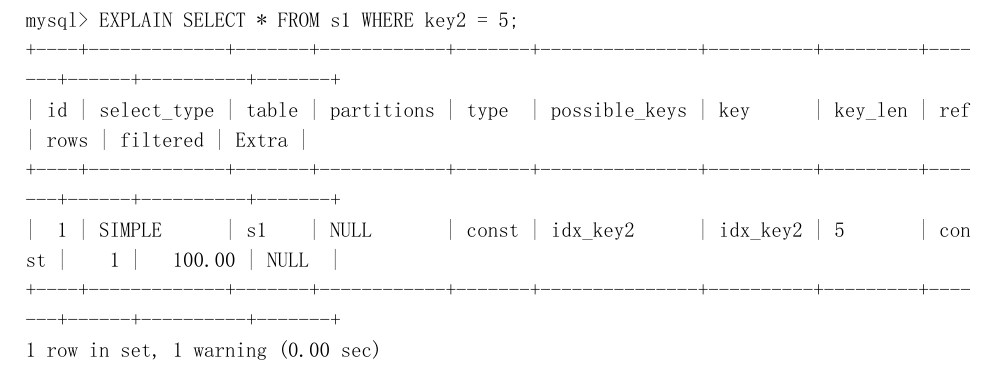 mysql> EXPLAIN SELECT * FROM s1 WHERE key2 = 5;
+----+-------------+-------+------------+-------+---------------+----------+---------+----
---+------+----------+-------+
| id | select_type | table | partitions | type  | possible_keys | key      | key_len | ref
| rows | filtered | Extra |
+----+-------------+-------+------------+-------+---------------+----------+---------+----
---+------+----------+-------+
|  1 | SIMPLE      | s1    | NULL       | const | idx_key2      | idx_key2 | 5       | con
st |    1 |   100.00 | NULL  |
+----+-------------+-------+------------+-------+---------------+----------+---------+----
---+------+----------+-------+
1 row in set, 1 warning (0.00 sec)